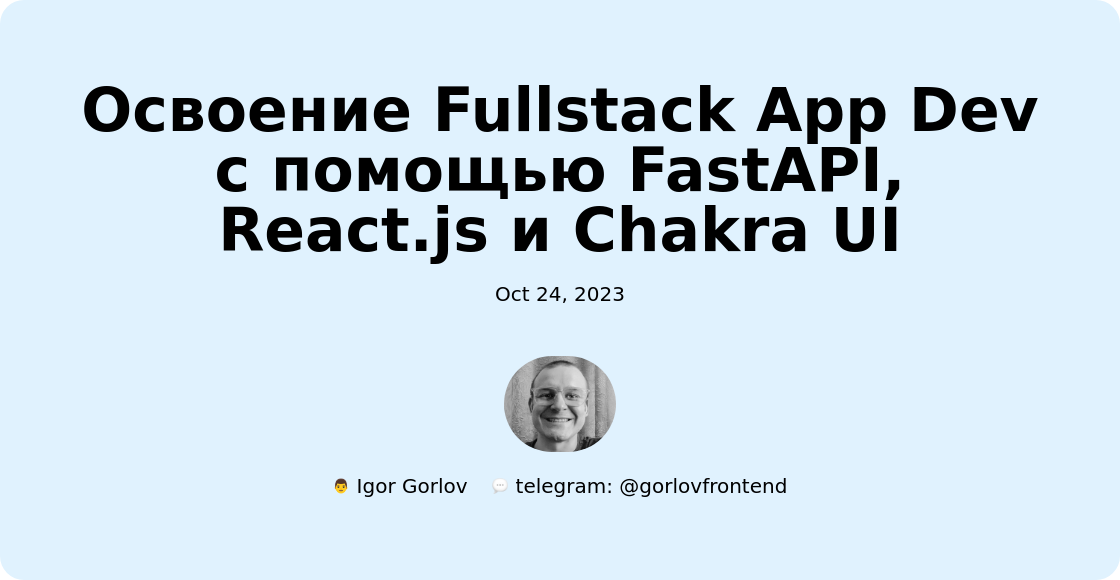 Освоение Fullstack App Dev
с помощью FastAPI,
React.js и Chakra UI
Oct 24, 2023
Igor Gorlov telegram: @gorlovfrontend